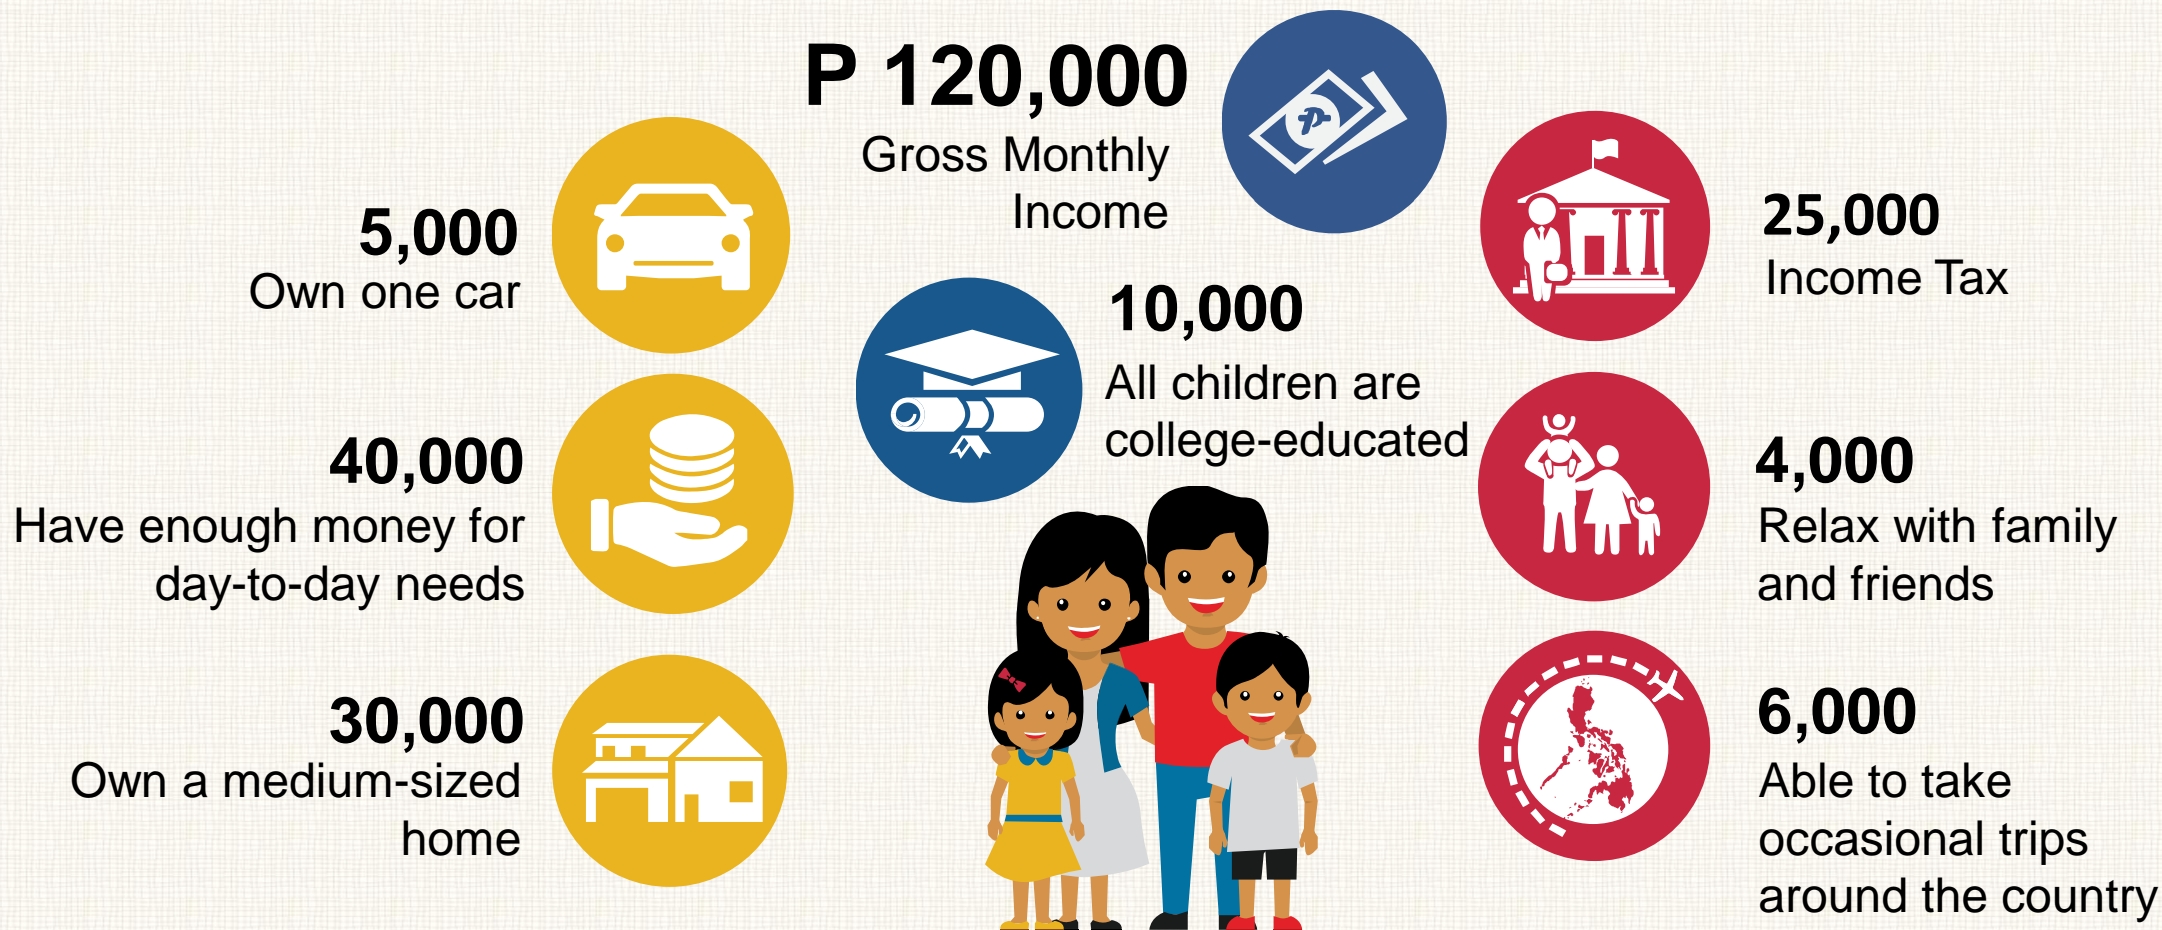 P 120,000
Gross Monthly
Income
5,000
Own one car
40,000
Have enough money for
day-to-day needs
30,000
Own a medium-sized
home
10,000
All children are
college-educated
25,000
Income Tax
4,000
Relax with family
and friends
6,000
Able to take
occasional trips
around the country